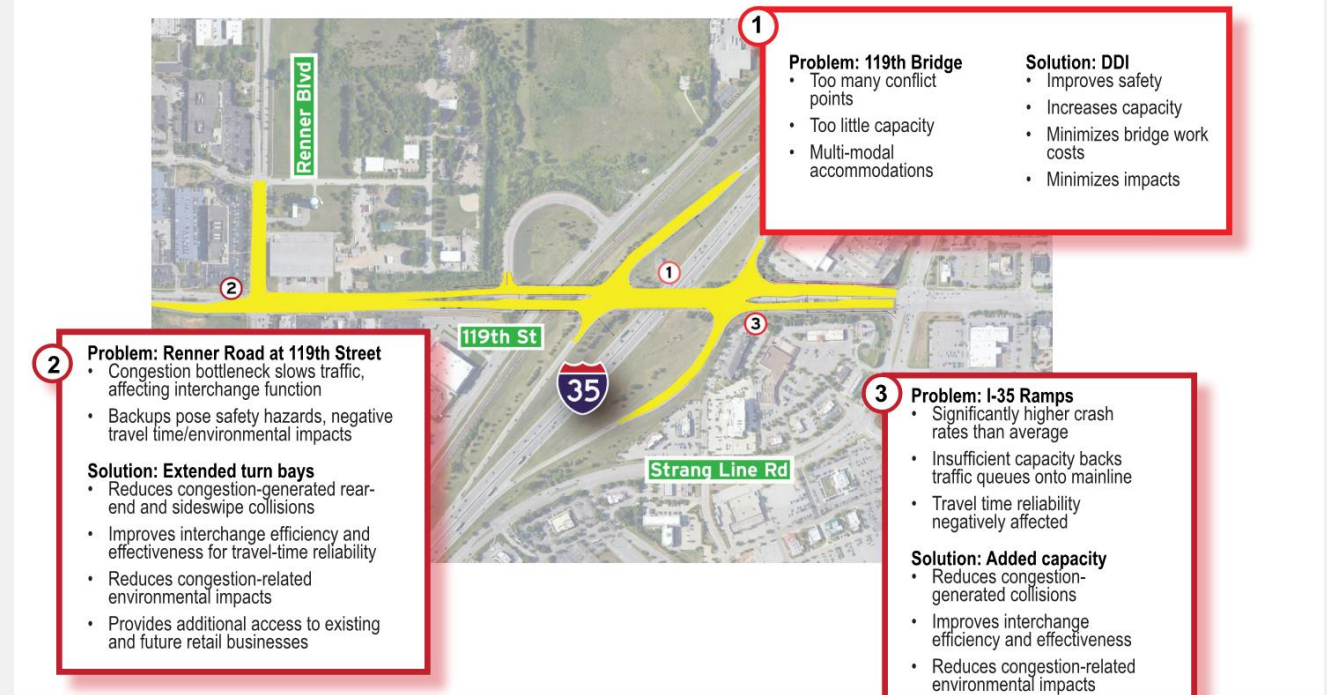 1
Problem: 119th Bridge
• Too many conflict
points
• Too little capacity
• Multi-modal
accommodations
Solution: DDI
• Improves safety
• Increases capacity
• Minimizes bridge work
costs
• Minimizes impacts
Renner Blvd
1
2
3
119th St
35
Strang Line Rd
2
Problem: Renner Road at 119th Street
• Congestion bottleneck slows traffic,
affecting interchange function
• Backups pose safety hazards, negative
travel time/environmental impacts
Solution: Extended turn bays
• Reduces congestion-generated rear-
end and sideswipe collisions
• Improves interchange efficiency and
effectiveness for travel-time reliability
• Reduces congestion-related
environmental impacts
• Provides additional access to existing
and future retail businesses
3
Problem: I-35 Ramps
• Significantly higher crash
rates than average
• Insufficient capacity backs
traffic queues onto mainline
• Travel time reliability
negatively affected
Solution: Added capacity
• Reduces congestion-
generated collisions
• Improves interchange
efficiency and effectiveness
• Reduces congestion-related
environmental impacts